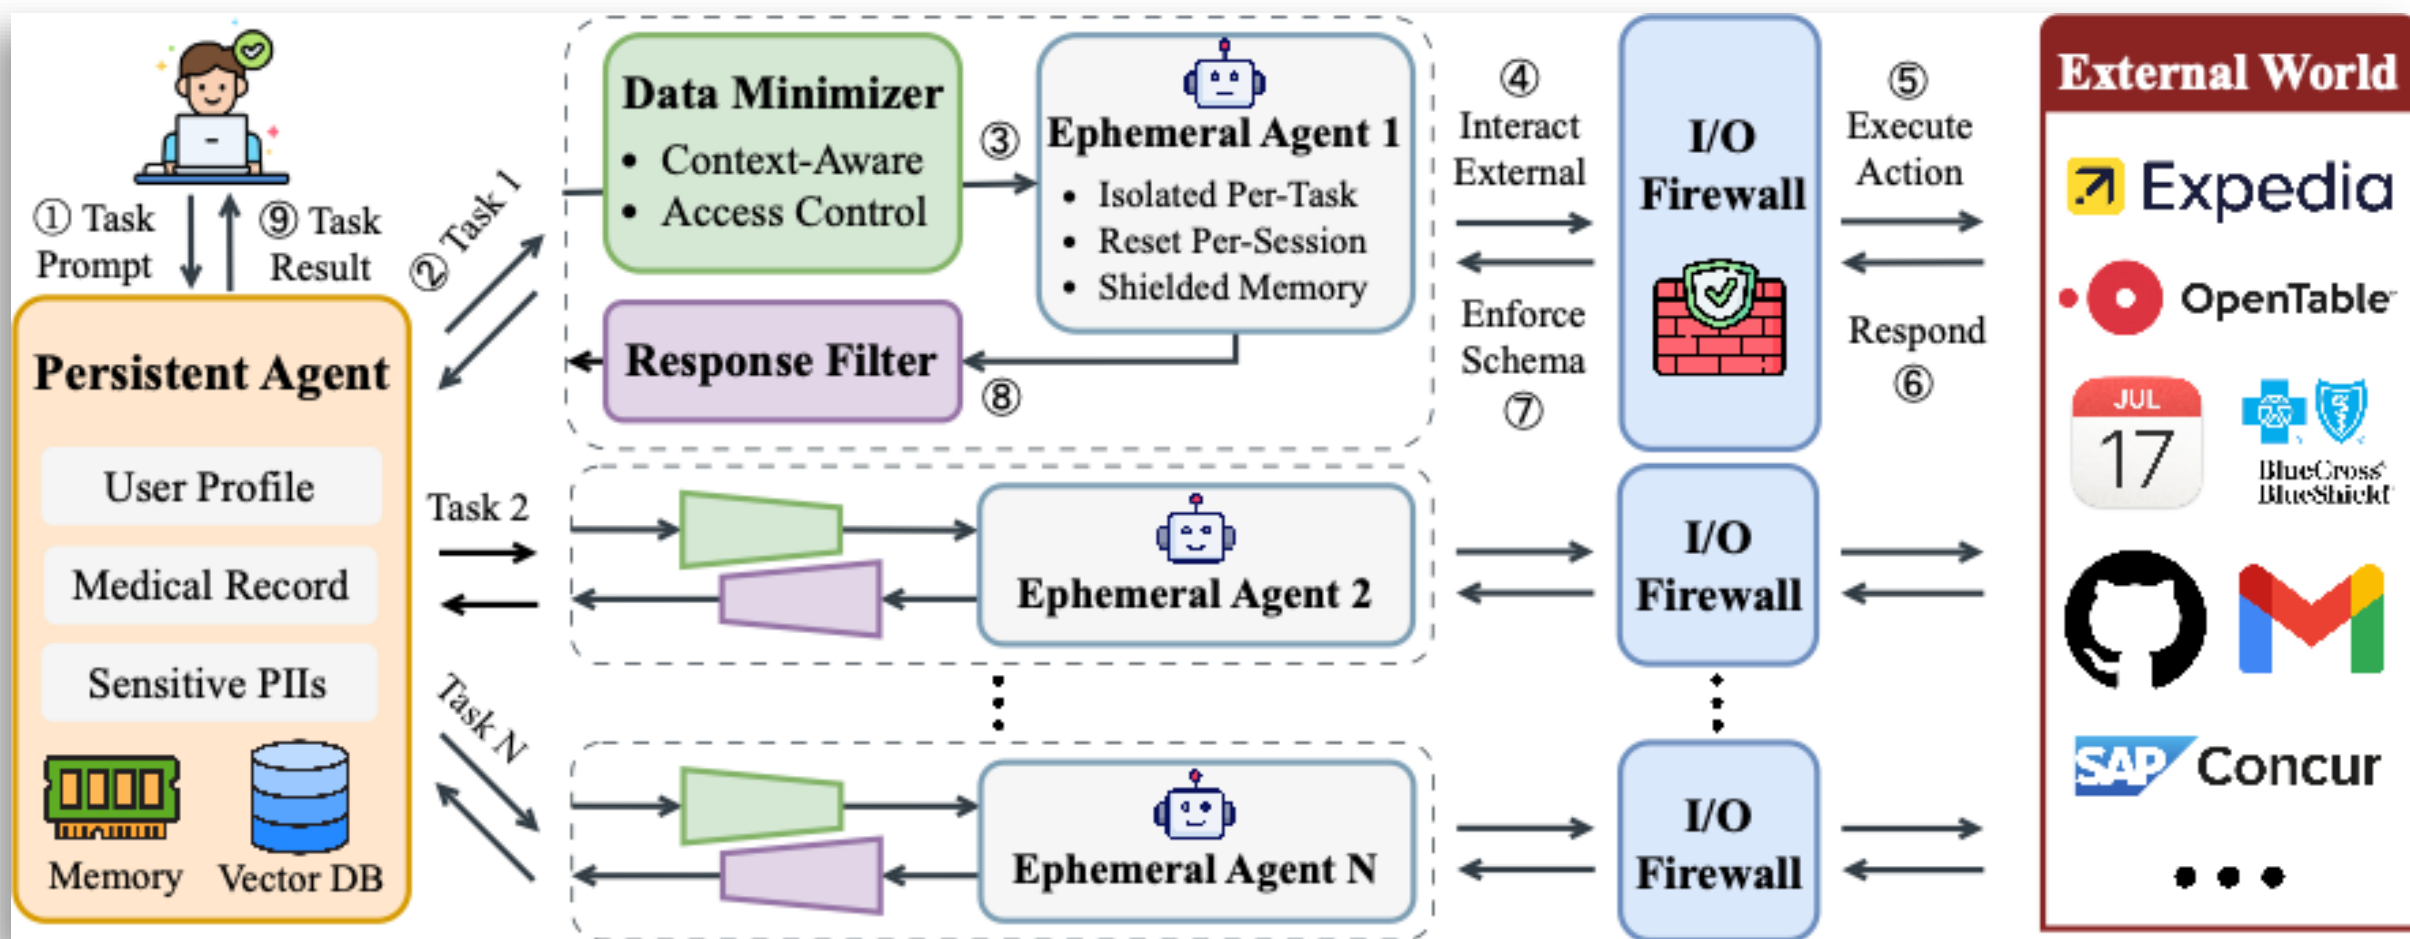 ① Task
Prompt
⑨ Task
Result
Persistent Agent
User Profile
Medical Record
Sensitive PIIs
Memory
Vector DB
② Task 1
Task 2
Task N
Data Minimizer
• Context-Aware
• Access Control
③
Ephemeral Agent 1
• Isolated Per-Task
• Reset Per-Session
• Shielded Memory
Response Filter
⑧
Ephemeral Agent 2
Ephemeral Agent N
④
Interact
External
Enforce
Schema
⑦
I/O
Firewall
I/O
Firewall
I/O
Firewall
⑤
Execute
Action
Respond
⑥
External World
Expedia
OpenTable
JUL
17
BlueCross
BlueShield
SAP Concur